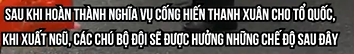 SAU KHI HOÀN THÀNH NGHĨA VỤ CỐNG HIẾN THANH XUÂN CHO TỔ QUỐC,
KHI XUẤT NGŨ, CÁC CHÚ BỘ ĐỘI SẼ ĐƯỢC HƯỞNG NHỮNG CHẾ ĐỘ SAU ĐÂY